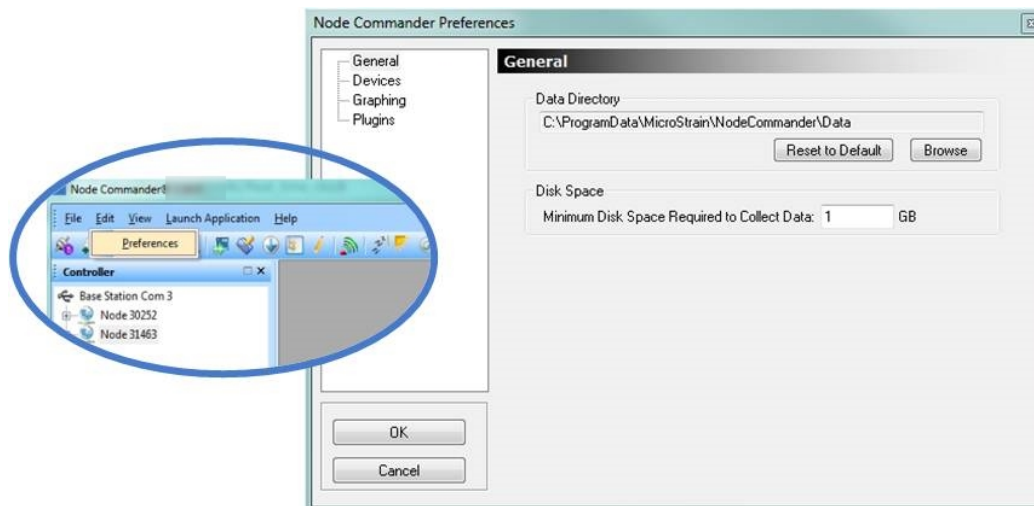 Node Commander Preferences
General
Devices
Graphing
Plugins
General
Data Directory
C:\ProgramData\MicroStrain\NodeCommander\Data
Reset to Default Browse
Disk Space
Minimum Disk Space Required to Collect Data: 1 GB
OK
Cancel
Node Commander®
File Edit View Launch Application Help
Preferences
Controller
Base Station Com 3
Node 30252
Node 31463